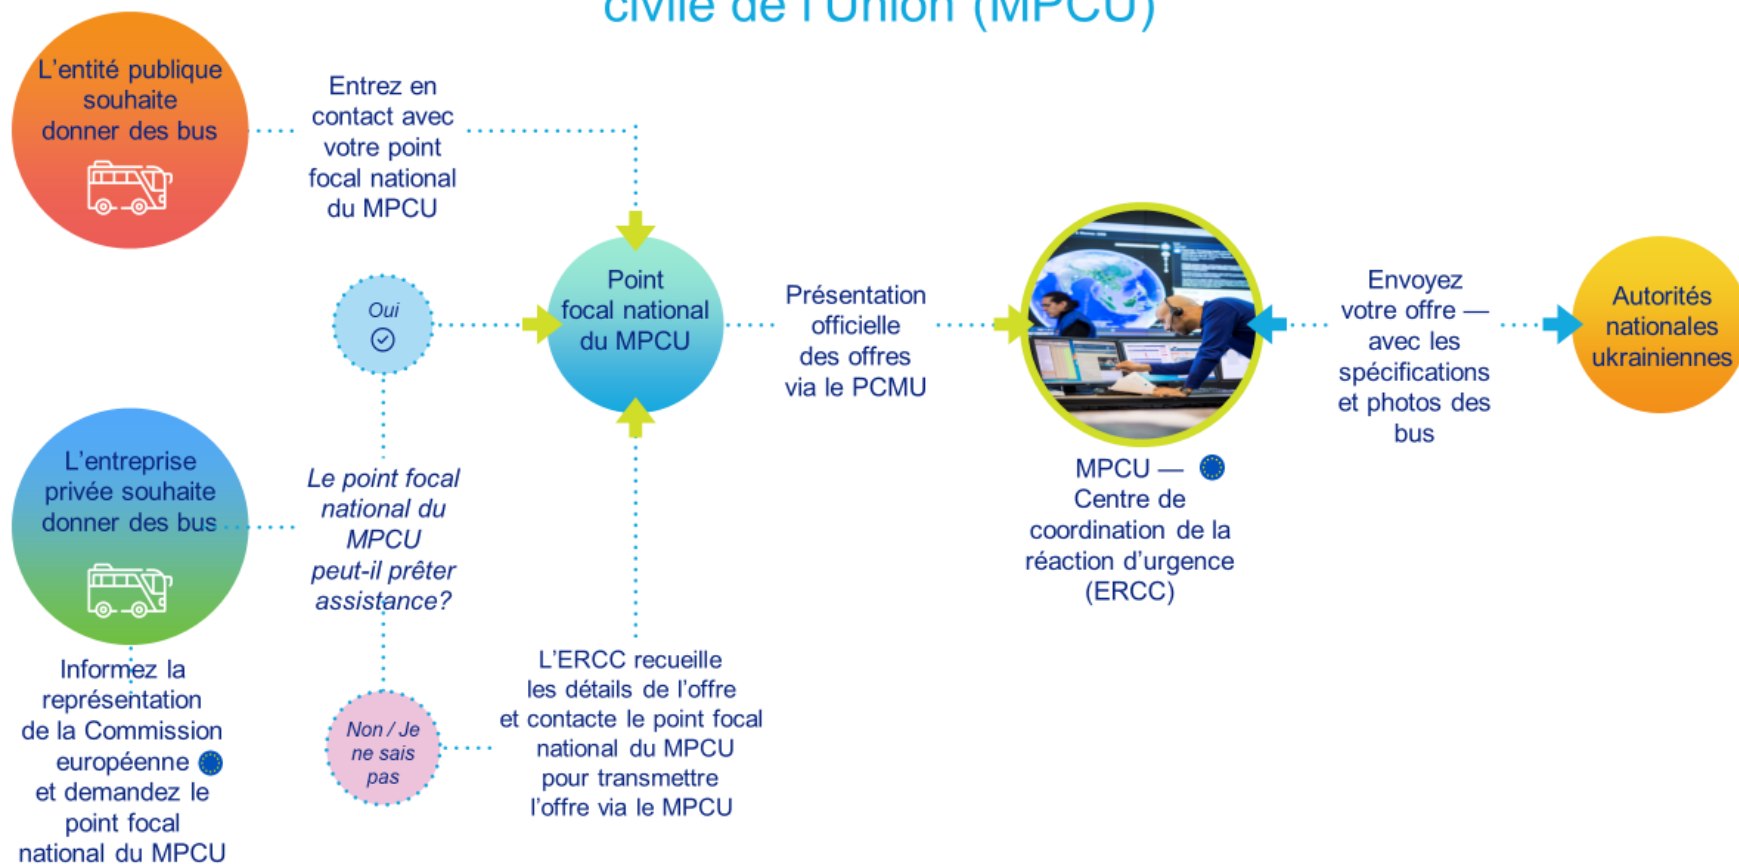 civile de l'Union (MPCU)
L'entité publique
souhaite
donner des bus
Entrez en
contact avec
votre point
focal national
du MPCU
Oui
Point
focal national
du MPCU
Présentation
officielle
des offres
via le PCMU
Envoyez
votre offre —
avec les
spécifications
et photos des
bus
Autorités
nationales
ukrainiennes
L'entreprise
privée souhaite
donner des bus
Le point focal
national du
MPCU
peut-il prêter
assistance?
MPCU —
Centre de
coordination de la
réaction d'urgence
(ERCC)
Informez la
représentation
de la Commission
européenne
et demandez le
point focal
national du MPCU
Non / Je
ne sais
pas
L'ERCC recueille
les détails de l'offre
et contacte le point focal
national du MPCU
pour transmettre
l'offre via le MPCU